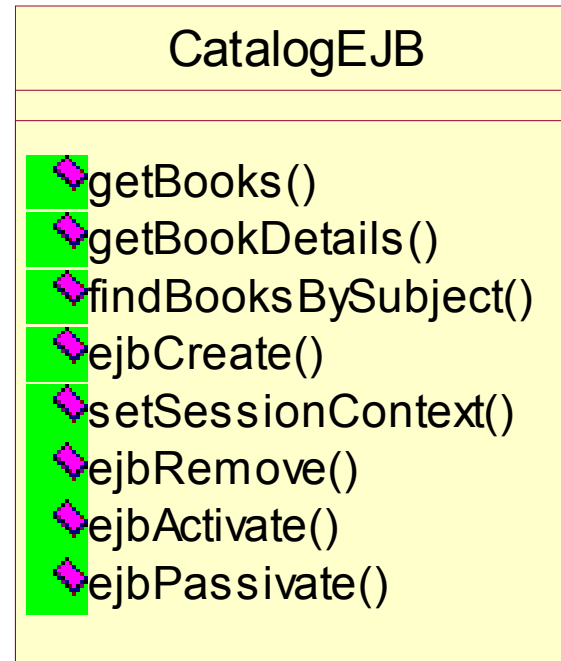 CatalogEJB
getBooks()
getBookDetails()
findBooksBySubject()
ejbCreate()
setSessionContext()
ejbRemove()
ejbActivate()
ejbPassivate()